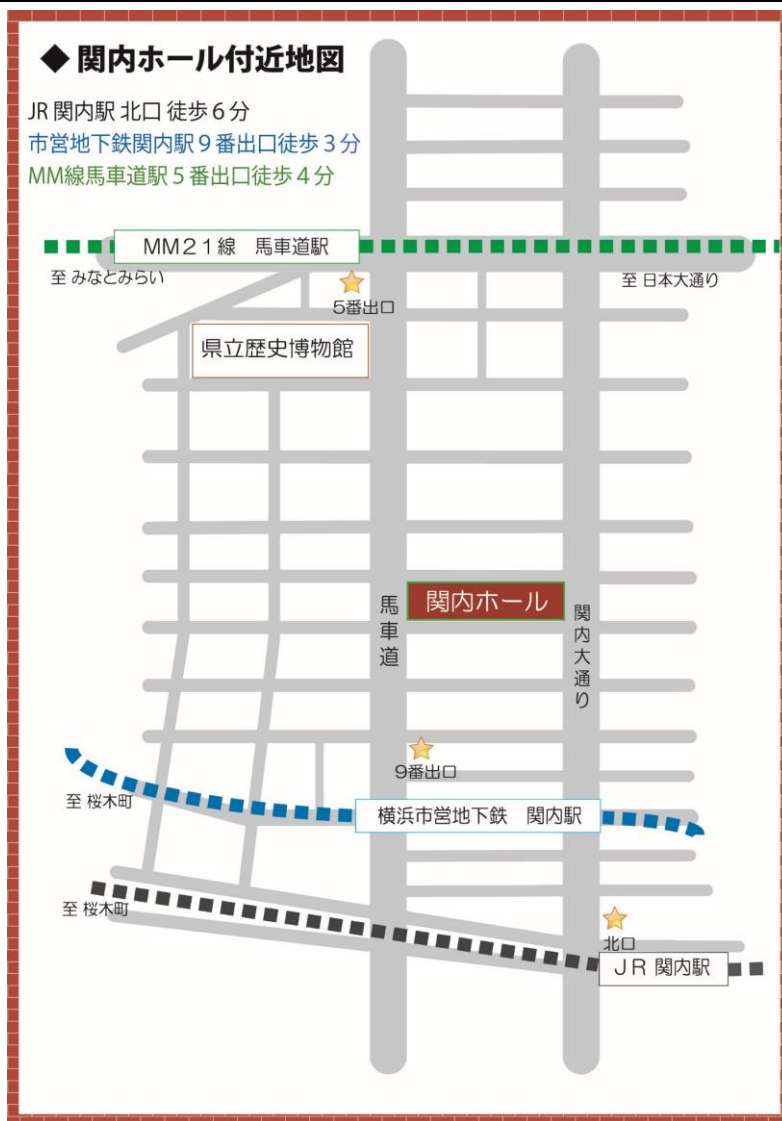 ◆ 関内ホール付近地図
JR 関内駅 北口 徒歩 6 分
市営地下鉄関内駅 9 番出口徒歩 3 分
MM線馬車道駅 5 番出口徒歩 4 分
MM21線 馬車道駅
至 みなとみらい
至 日本大通り
5番出口
県立歴史博物館
関内ホール
馬車道
関内大通り
9番出口
至 桜木町
横浜市営地下鉄 関内駅
至 桜木町
北口
JR 関内駅